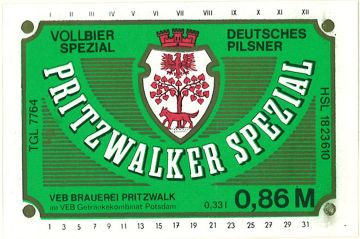 I II III IV V VI VII VIII IX X XI XII
VOLLBIER
SPEZIAL
DEUTSCHES
PILSNER
TGL 7764
PRITZWALKER SPEZIAL
HSL 1823610
VEB BRAUEREI PRITZWALK
im VEB Getränkekombinat Potsdam
0,33 l
0,86 M
1 3 5 7 9 11 13 15 17 19 21 23 25 27 29 31